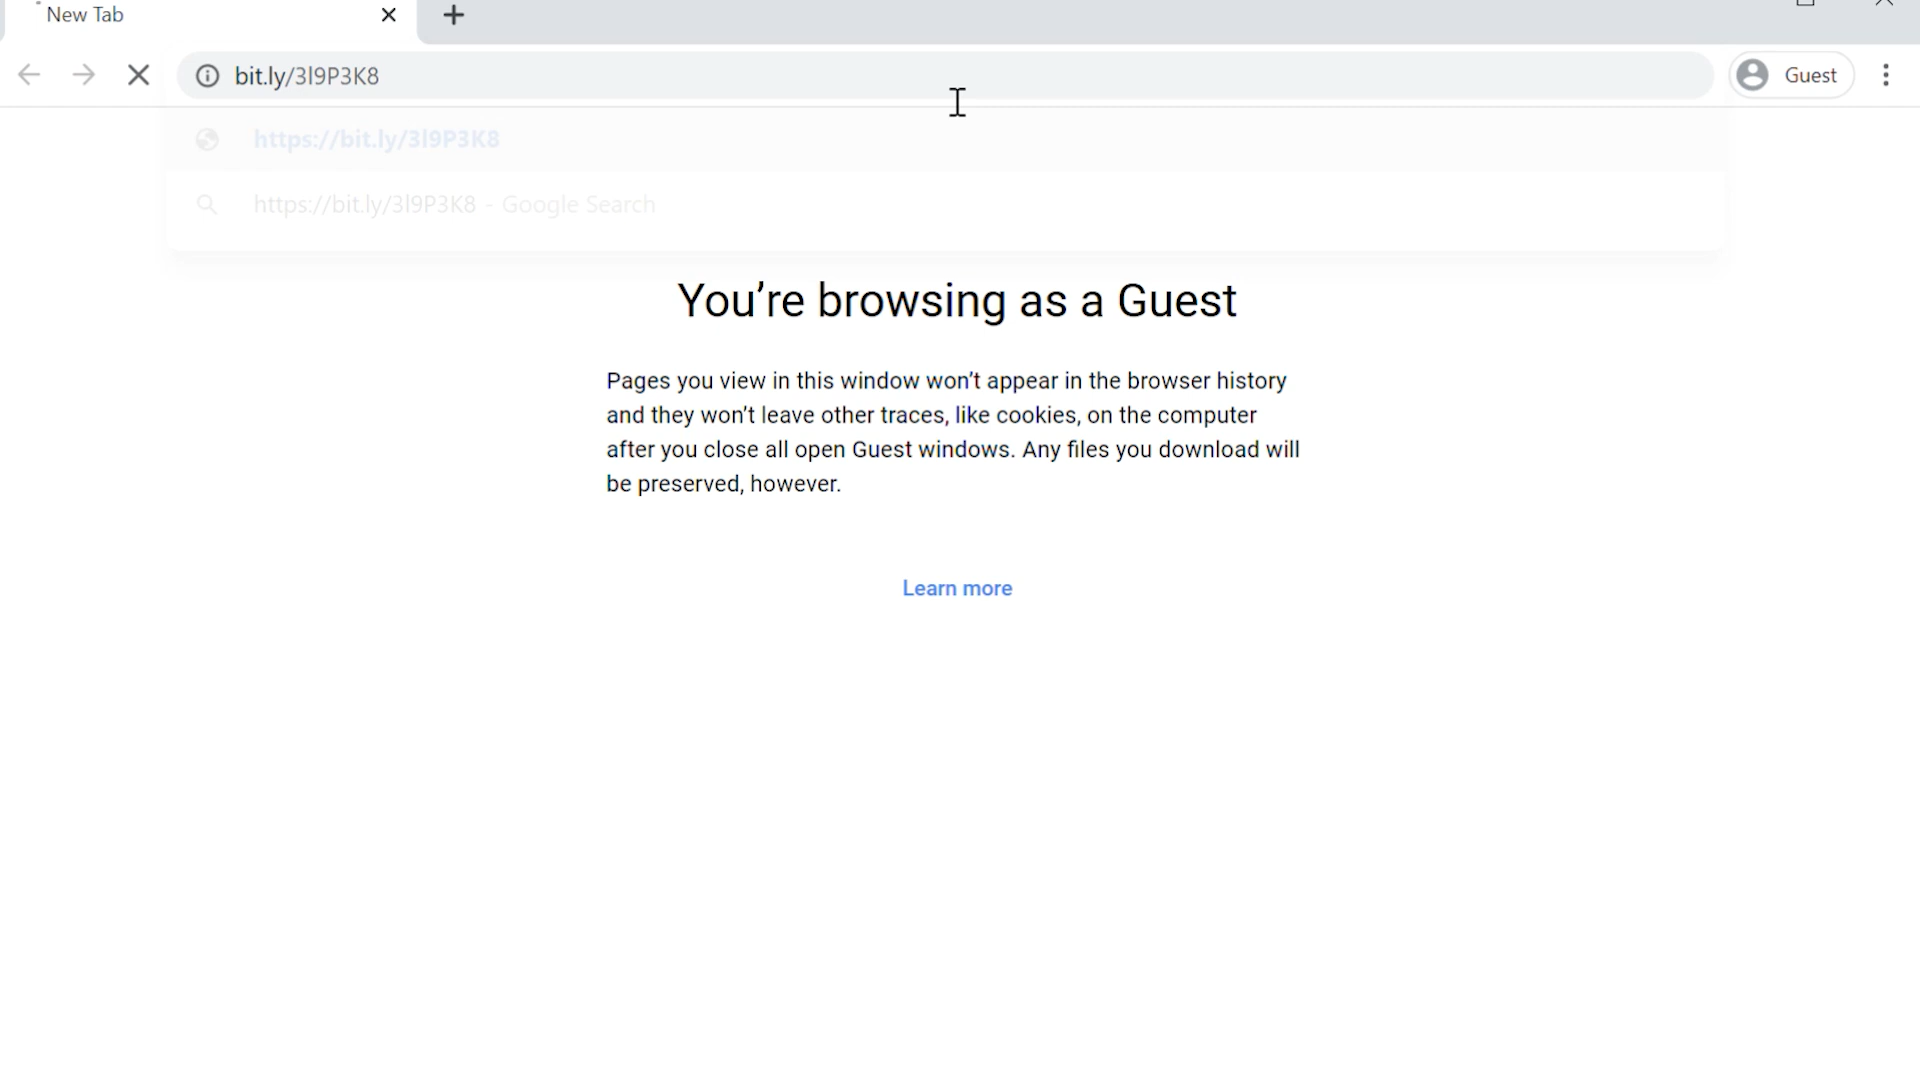 New Tab
bit.ly/3l9P3K8
Guest
https://bit.ly/3l9P3K8
https://bit.ly/3l9P3K8 - Google Search
You’re browsing as a Guest
Pages you view in this window won’t appear in the browser history
and they won’t leave other traces, like cookies, on the computer
after you close all open Guest windows. Any files you download will
be preserved, however.
Learn more